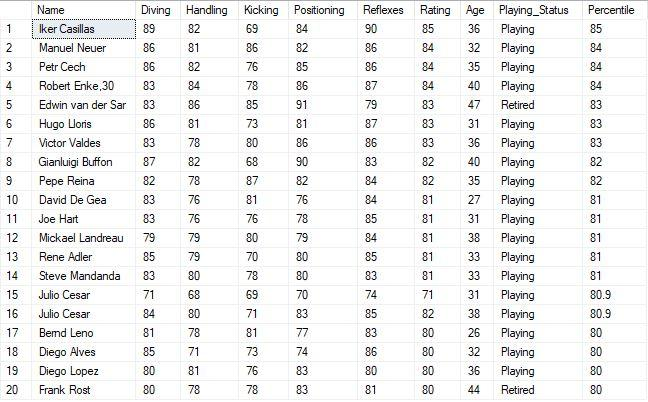 Name Diving Handling Kicking Positioning Reflexes Rating Age Playing_Status Percentile
1 Iker Casillas 89 82 69 84 90 85 36 Playing 85
2 Manuel Neuer 86 81 86 82 86 84 32 Playing 84
3 Petr Cech 86 82 76 85 86 84 35 Playing 84
4 Robert Enke,30 83 84 78 86 87 84 40 Playing 84
5 Edwin van der Sar 83 86 85 91 79 83 47 Retired 83
6 Hugo Lloris 86 81 73 81 87 83 31 Playing 83
7 Victor Valdes 83 78 80 86 86 83 36 Playing 83
8 Gianluigi Buffon 87 82 68 90 83 82 40 Playing 82
9 Pepe Reina 82 78 87 82 84 82 35 Playing 82
10 David De Gea 83 76 81 76 84 81 27 Playing 81
11 Joe Hart 83 76 76 78 85 81 31 Playing 81
12 Mickael Landreau 79 79 80 79 84 81 38 Playing 81
13 Rene Adler 85 79 70 80 85 81 33 Playing 81
14 Steve Mandanda 83 80 78 80 83 81 33 Playing 81
15 Julio Cesar 71 68 69 70 74 71 31 Playing 80.9
16 Julio Cesar 84 80 71 83 85 82 38 Playing 80.9
17 Bernd Leno 81 78 81 77 83 80 26 Playing 80
18 Diego Alves 85 71 73 74 86 80 32 Playing 80
19 Diego Lopez 80 81 76 83 80 80 36 Playing 80
20 Frank Rost 80 78 78 83 81 80 44 Retired 80